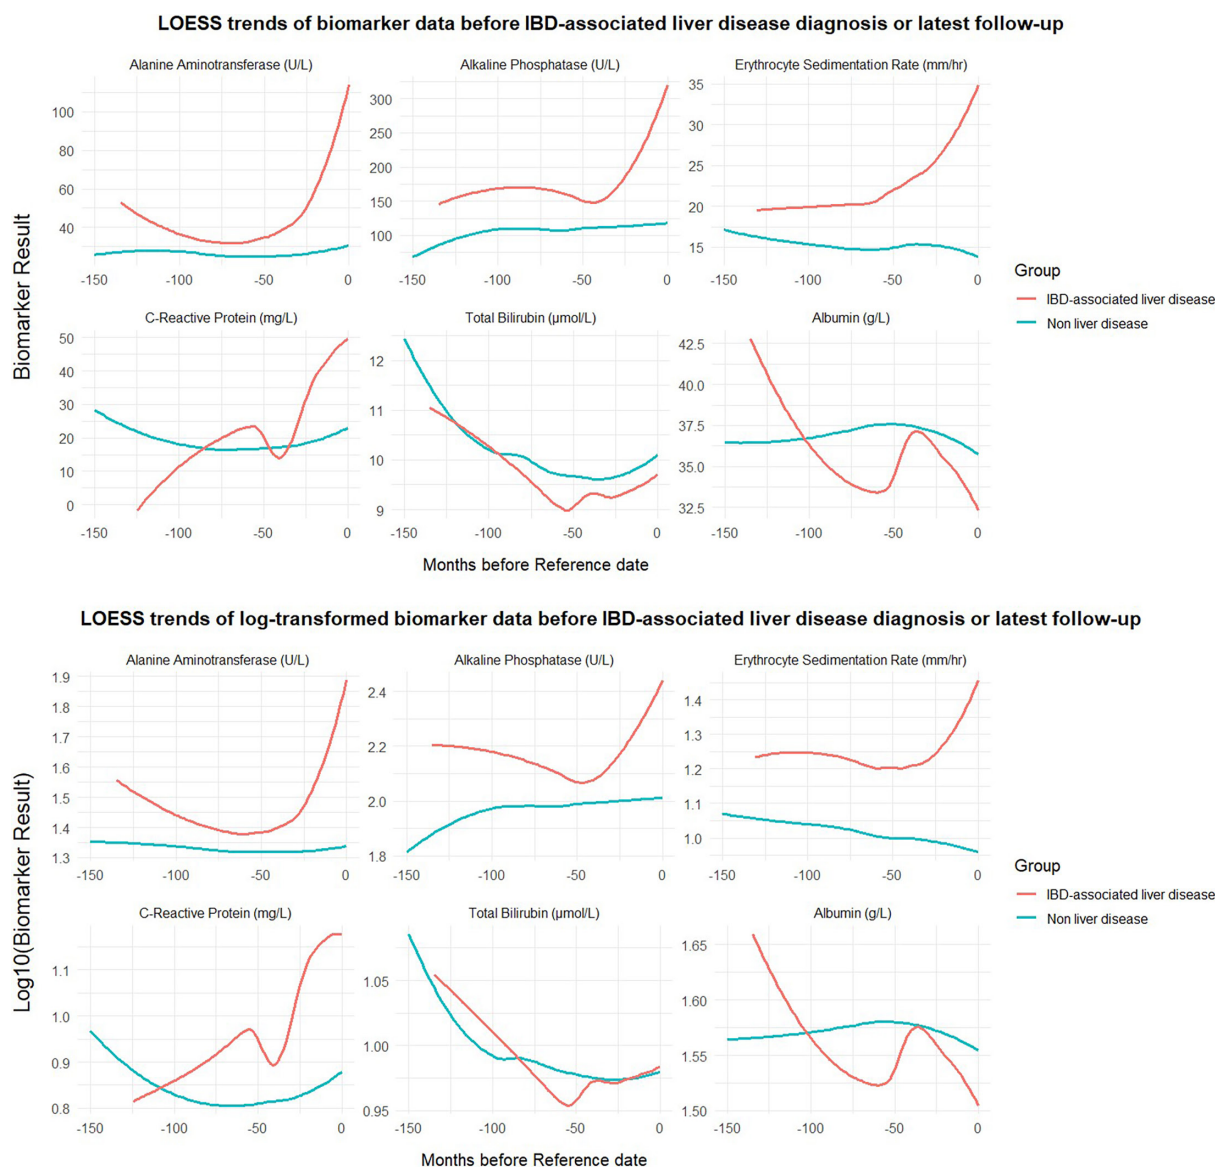 LOESS trends of biomarker data before IBD-associated liver disease diagnosis or latest follow-up
Alanine Aminotransferase (U/L)
Alkaline Phosphatase (U/L)
Erythrocyte Sedimentation Rate (mm/hr)
100
80
60
40
-150 -100 -50 0
300
250
200
150
100
-150 -100 -50 0
35
30
25
20
15
-150 -100 -50 0
C-Reactive Protein (mg/L)
Total Bilirubin (µmol/L)
Albumin (g/L)
50
40
30
20
10
0
-150 -100 -50 0
12
11
10
9
-150 -100 -50 0
42.5
40.0
37.5
35.0
32.5
-150 -100 -50 0
Biomarker Result
Months before Reference date
Group
IBD-associated liver disease
Non liver disease
LOESS trends of log-transformed biomarker data before IBD-associated liver disease diagnosis or latest follow-up
Alanine Aminotransferase (U/L)
Alkaline Phosphatase (U/L)
Erythrocyte Sedimentation Rate (mm/hr)
1.9
1.8
1.7
1.6
1.5
1.4
1.3
-150 -100 -50 0
2.4
2.2
2.0
1.8
-150 -100 -50 0
1.4
1.3
1.2
1.1
1.0
-150 -100 -50 0
C-Reactive Protein (mg/L)
Total Bilirubin (µmol/L)
Albumin (g/L)
1.1
1.0
0.9
0.8
-150 -100 -50 0
1.05
1.00
0.95
-150 -100 -50 0
1.65
1.60
1.55
1.50
-150 -100 -50 0
Log10(Biomarker Result)
Months before Reference date
Group
IBD-associated liver disease
Non liver disease